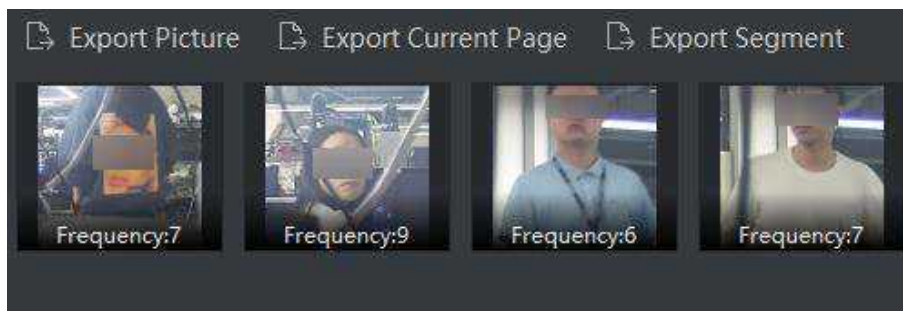 Export Picture Export Current Page Export Segment
Frequency:7 Frequency:9 Frequency:6 Frequency:7